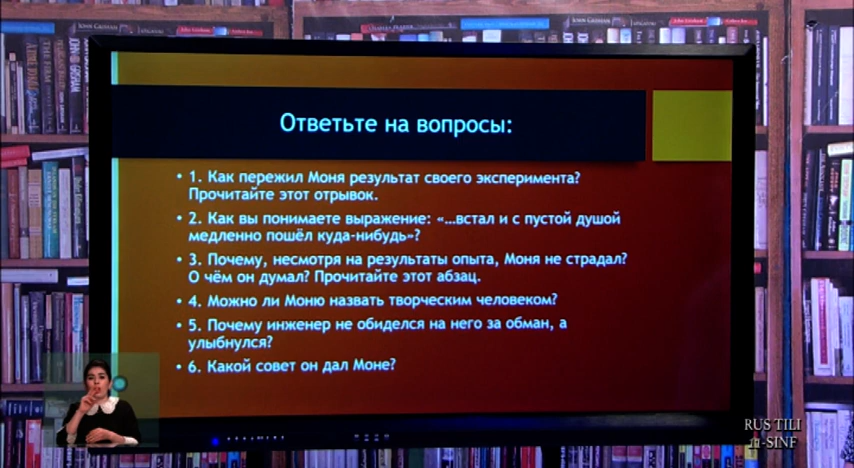 Ответьте на вопросы:
• 1. Как пережил Моня результат своего эксперимента?
Прочитайте этот отрывок.
• 2. Как вы понимаете выражение: «…встал и с пустой душой
медленно пошёл куда-нибудь»?
• 3. Почему, несмотря на результаты опыта, Моня не страдал?
О чём он думал? Прочитайте этот абзац.
• 4. Можно ли Моню назвать творческим человеком?
• 5. Почему инженер не обиделся на него за обман, а
улыбнулся?
• 6. Какой совет он дал Моне?
RUS TILI
11-SINF